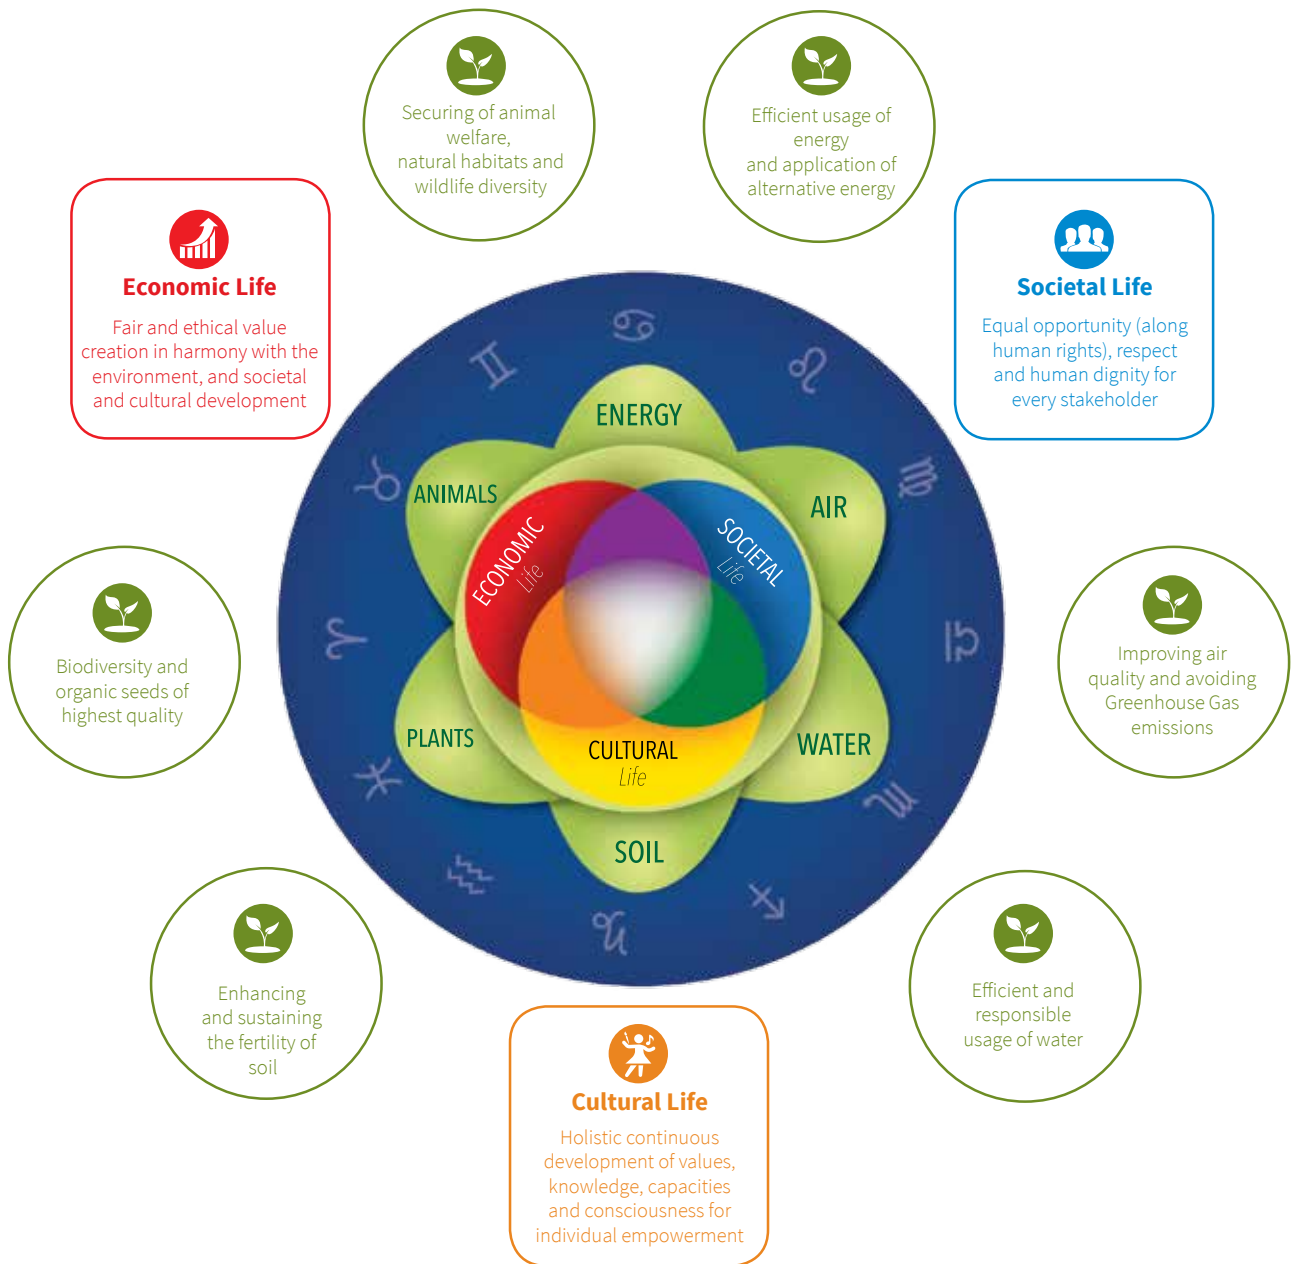 Securing of animal
welfare,
natural habitats and
wildlife diversity
Efficient usage of
energy
and application of
alternative energy
Economic Life
Fair and ethical value
creation in harmony with the
environment, and societal
and cultural development
Societal Life
Equal opportunity (along
human rights), respect
and human dignity for
every stakeholder
ENERGY
ANIMALS
AIR
ECONOMIC
Life
SOCIETAL
Life
PLANTS
WATER
CULTURAL
Life
SOIL
Biodiversity and
organic seeds of
highest quality
Improving air
quality and avoiding
Greenhouse Gas
emissions
Enhancing
and sustaining
the fertility of
soil
Efficient and
responsible
usage of water
Cultural Life
Holistic continuous
development of values,
knowledge, capacities
and consciousness for
individual empowerment